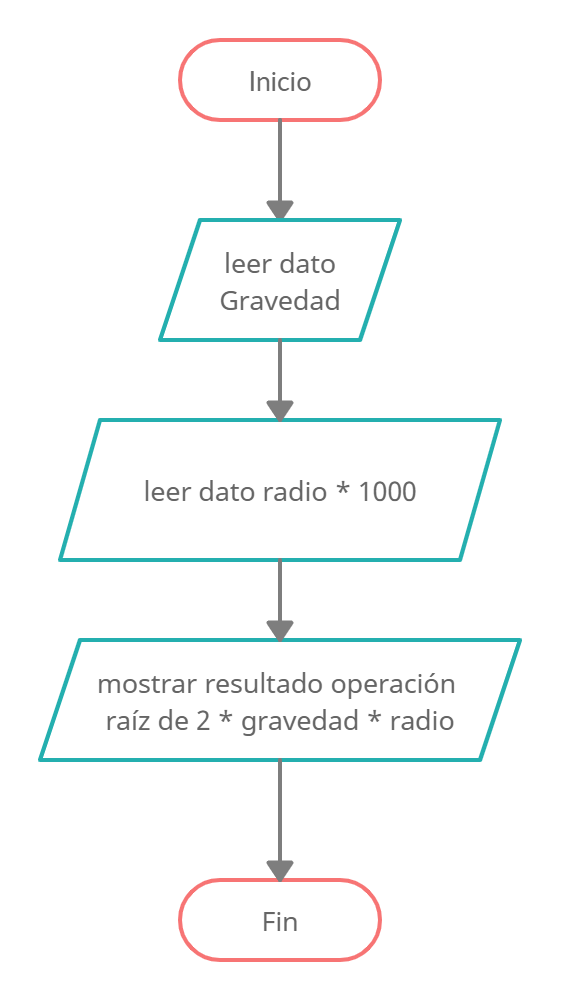 Inicio
leer dato
Gravedad
leer dato radio * 1000
mostrar resultado operación
raíz de 2 * gravedad * radio
Fin